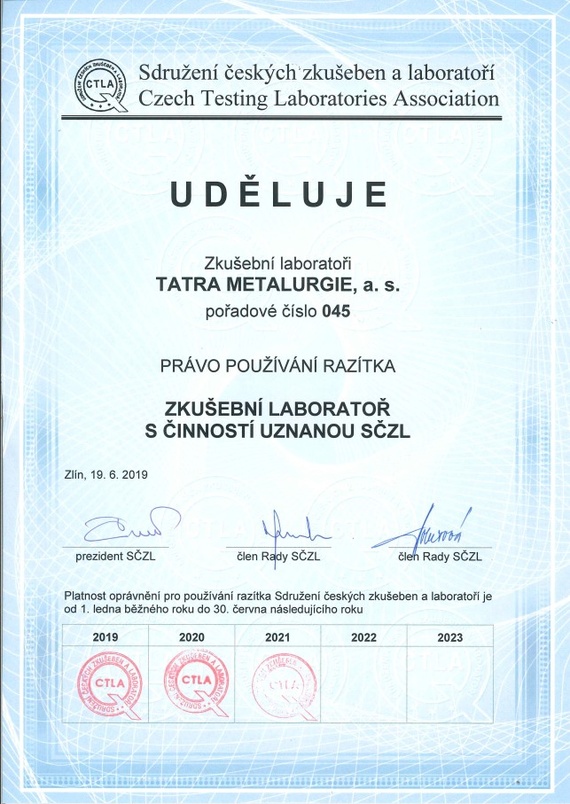 CTLA
Sdružení českých zkušeben a laboratoří
Czech Testing Laboratories Association
UDĚLUJE
Zkušební laboratoři
TATRA METALURGIE, a. s.
pořadové číslo 045
PRÁVO POUŽÍVÁNÍ RAZÍTKA
ZKUŠEBNÍ LABORATOŘ
S ČINNOSTÍ UZNANOU SČZL
Zlín, 19. 6. 2019
prezident SČZL člen Rady SČZL člen Rady SČZL
Platnost oprávnění pro používání razítka Sdružení českých zkušeben a laboratoří je
od 1. ledna běžného roku do 30. června následujícího roku
2019 2020 2021 2022 2023
CTLA CTLA CTLA